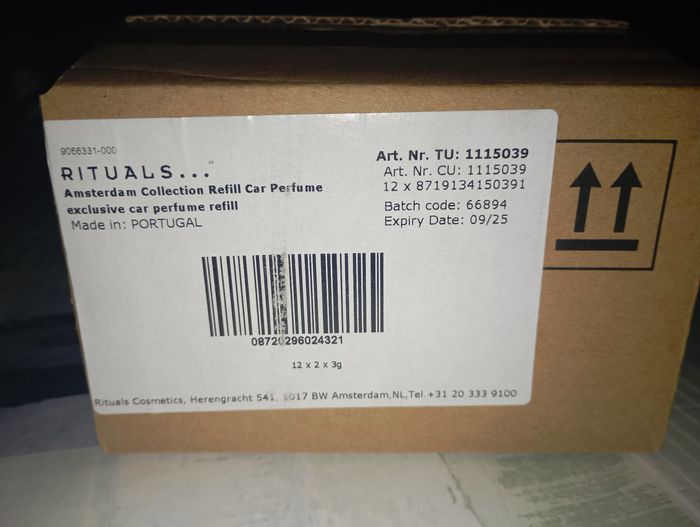 9066331-000
RITUALS...
Amsterdam Collection Refill Car Perfume
exclusive car perfume refill
Made in: PORTUGAL
Art. Nr. TU: 1115039
Art. Nr. CU: 1115039
12 x 8719134150391
Batch code: 66894
Expiry Date: 09/25
08720296024321
12 x 2 x 3g
Rituals Cosmetics, Herengracht 541, 1017 BW Amsterdam,NL,Tel.+31 20 333 9100